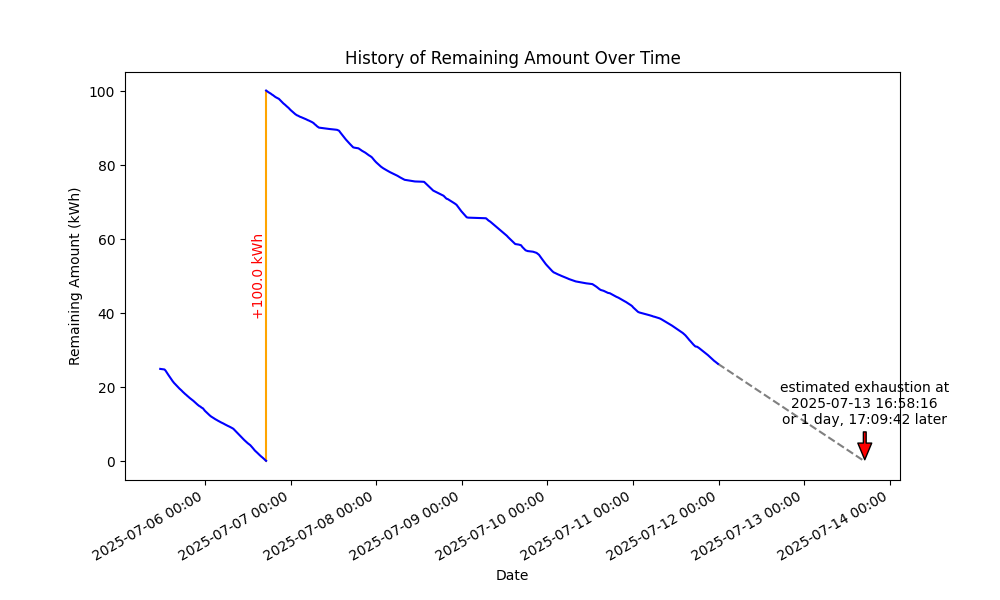 History of Remaining Amount Over Time
Remaining Amount (kWh)
100
80
60
40
20
0
+100.0 kWh
estimated exhaustion at
2025-07-13 16:58:16
or 1 day, 17:09:42 later
2025-07-06 00:00
2025-07-07 00:00
2025-07-08 00:00
2025-07-09 00:00
2025-07-10 00:00
2025-07-11 00:00
2025-07-12 00:00
2025-07-13 00:00
2025-07-14 00:00
Date